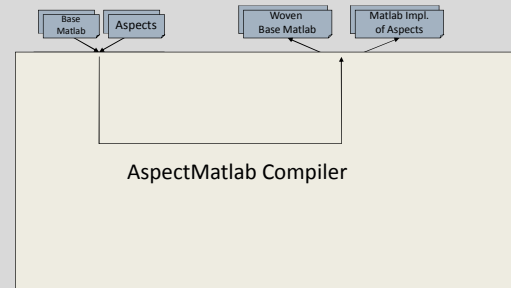 Base
Matlab
Aspects
Woven
Base Matlab
Matlab Impl.
of Aspects
AspectMatlab Compiler